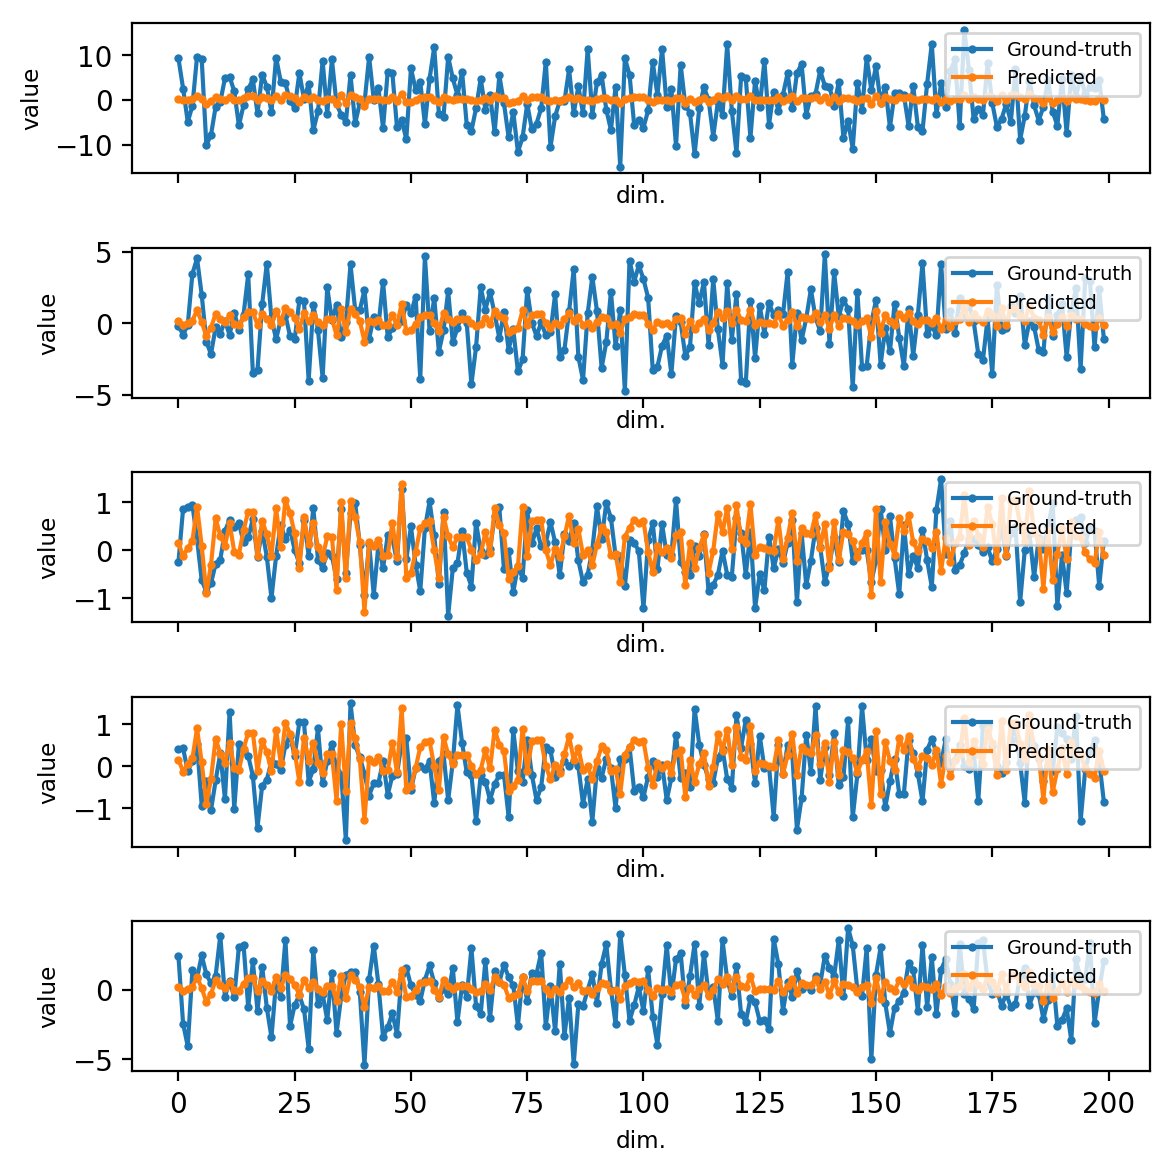 value
10
0
−10
Ground-truth
Predicted
dim.
value
5
0
−5
Ground-truth
Predicted
dim.
value
1
0
−1
Ground-truth
Predicted
dim.
value
1
0
−1
Ground-truth
Predicted
dim.
value
0
−5
Ground-truth
Predicted
0 25 50 75 100 125 150 175 200
dim.